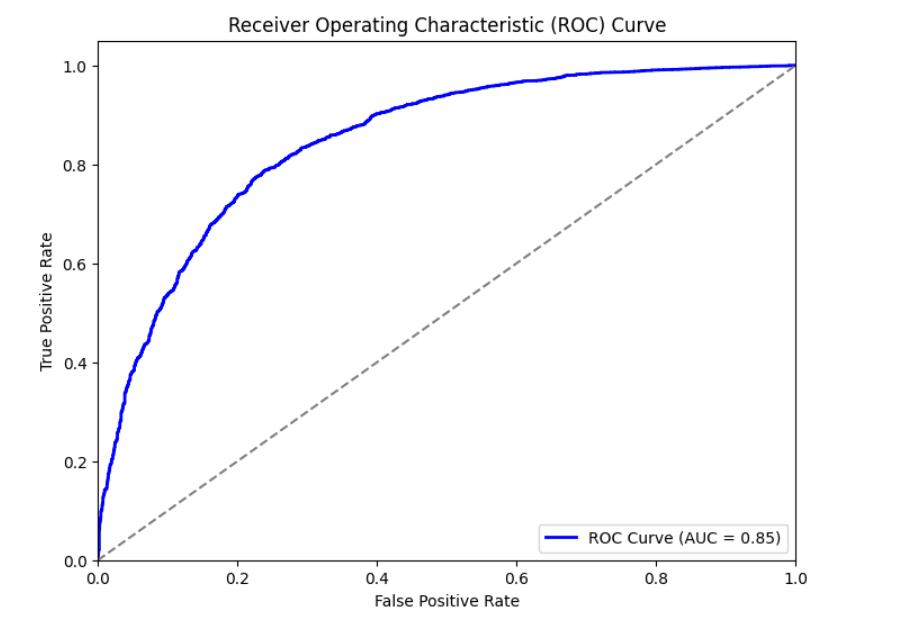 Receiver Operating Characteristic (ROC) Curve
True Positive Rate
1.0
0.8
0.6
0.4
0.2
0.0
ROC Curve (AUC = 0.85)
0.0 0.2 0.4 0.6 0.8 1.0
False Positive Rate